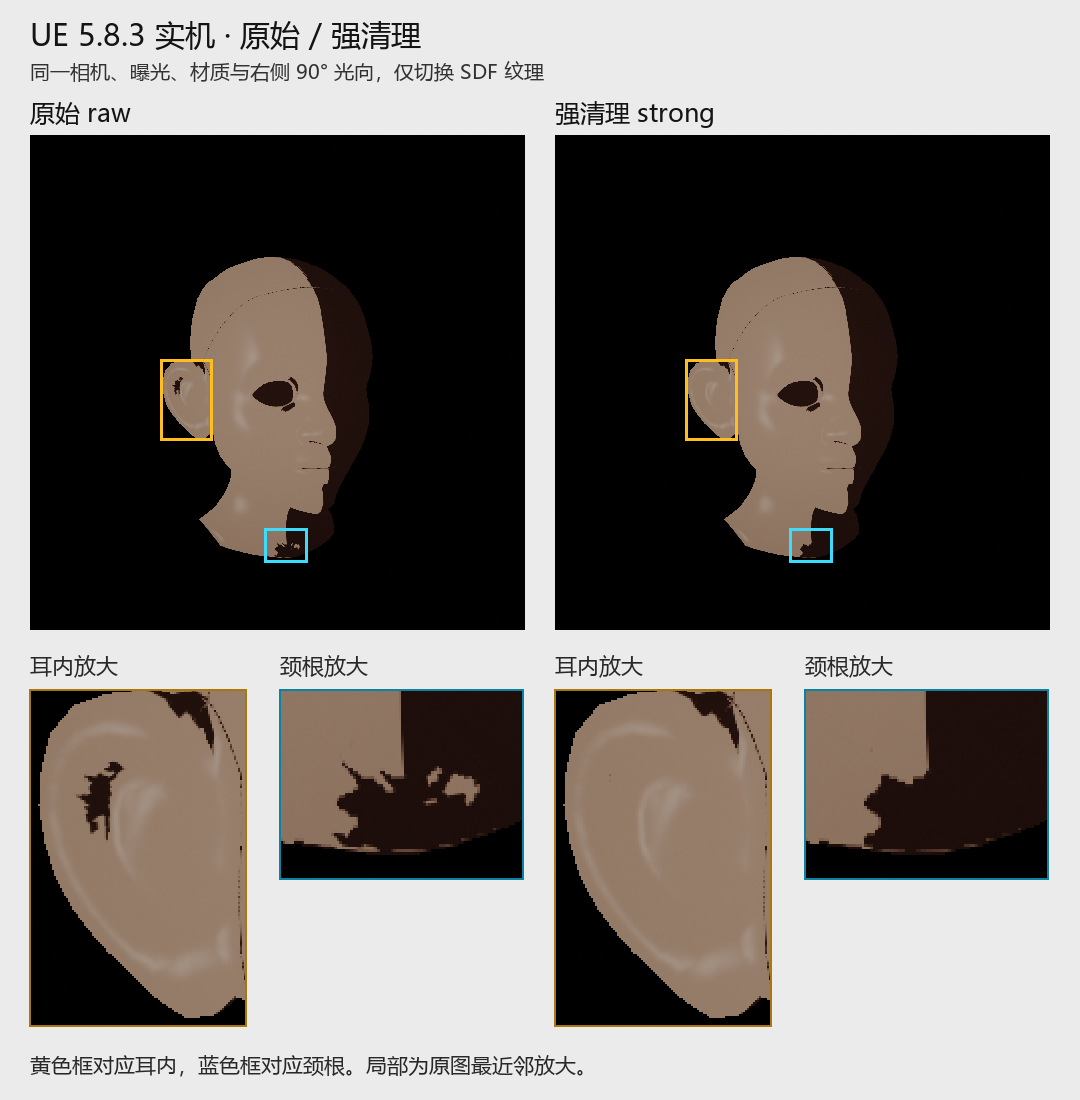 UE 5.8.3 实机 · 原始 / 强清理
同一相机、曝光、材质与右侧 90° 光向，仅切换 SDF 纹理
原始 raw
强清理 strong
耳内放大
颈根放大
耳内放大
颈根放大
黄色框对应耳内，蓝色框对应颈根。局部为原图最近邻放大。